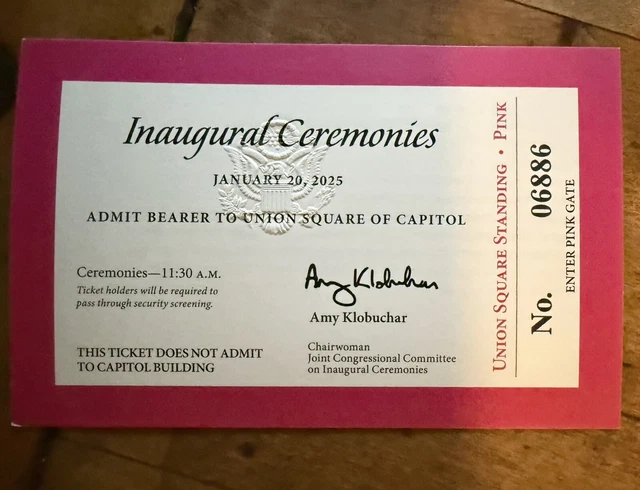 Inaugural Ceremonies
JANUARY 20, 2025
ADMIT BEARER TO UNION SQUARE OF CAPITOL
Ceremonies—11:30 A.M.
Ticket holders will be required to
pass through security screening.
THIS TICKET DOES NOT ADMIT
TO CAPITOL BUILDING
Amy Klobuchar
Amy Klobuchar
Chairwoman
Joint Congressional Committee
on Inaugural Ceremonies
UNION SQUARE STANDING • PINK
No. 06886
ENTER PINK GATE